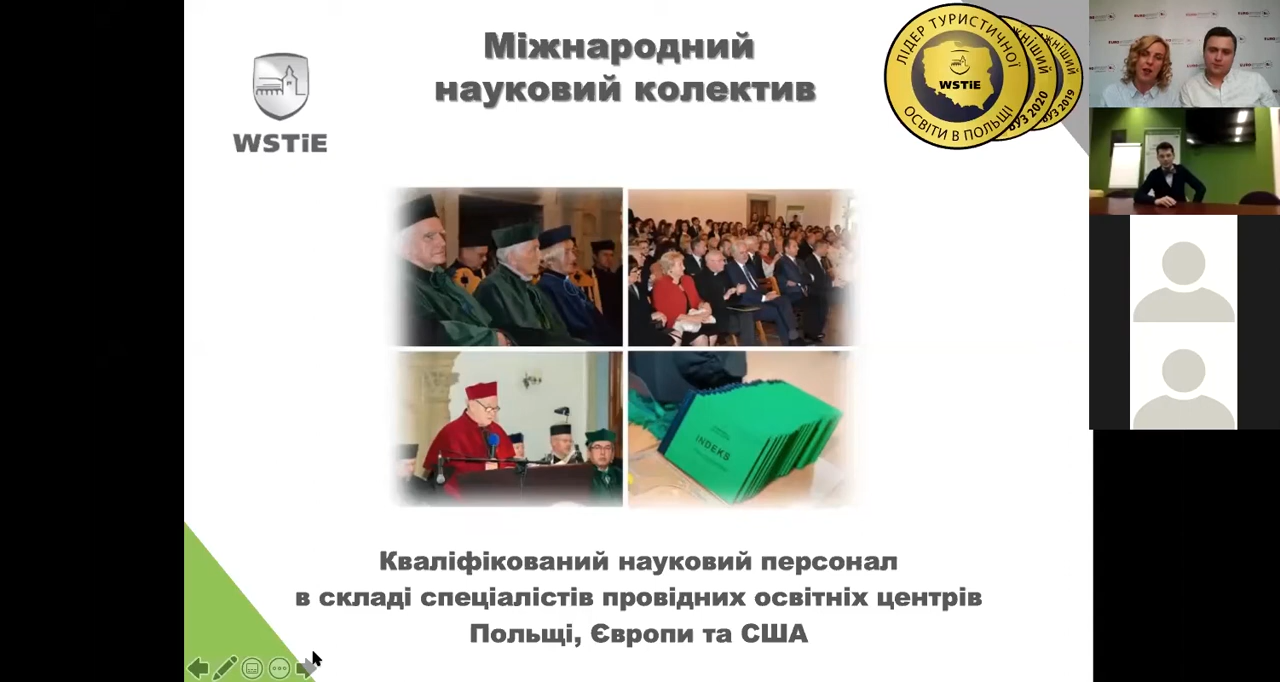 Міжнародний
науковий колектив
WSTiE
ЛІДЕР ТУРИСТИЧНОЇ
WSTiE
ОСВІТИ В ПОЛЬЩІ
ВУЗ 2020
ВУЗ 2019
INDEKS
Кваліфікований науковий персонал
в складі спеціалістів провідних освітніх центрів
Польщі, Європи та США